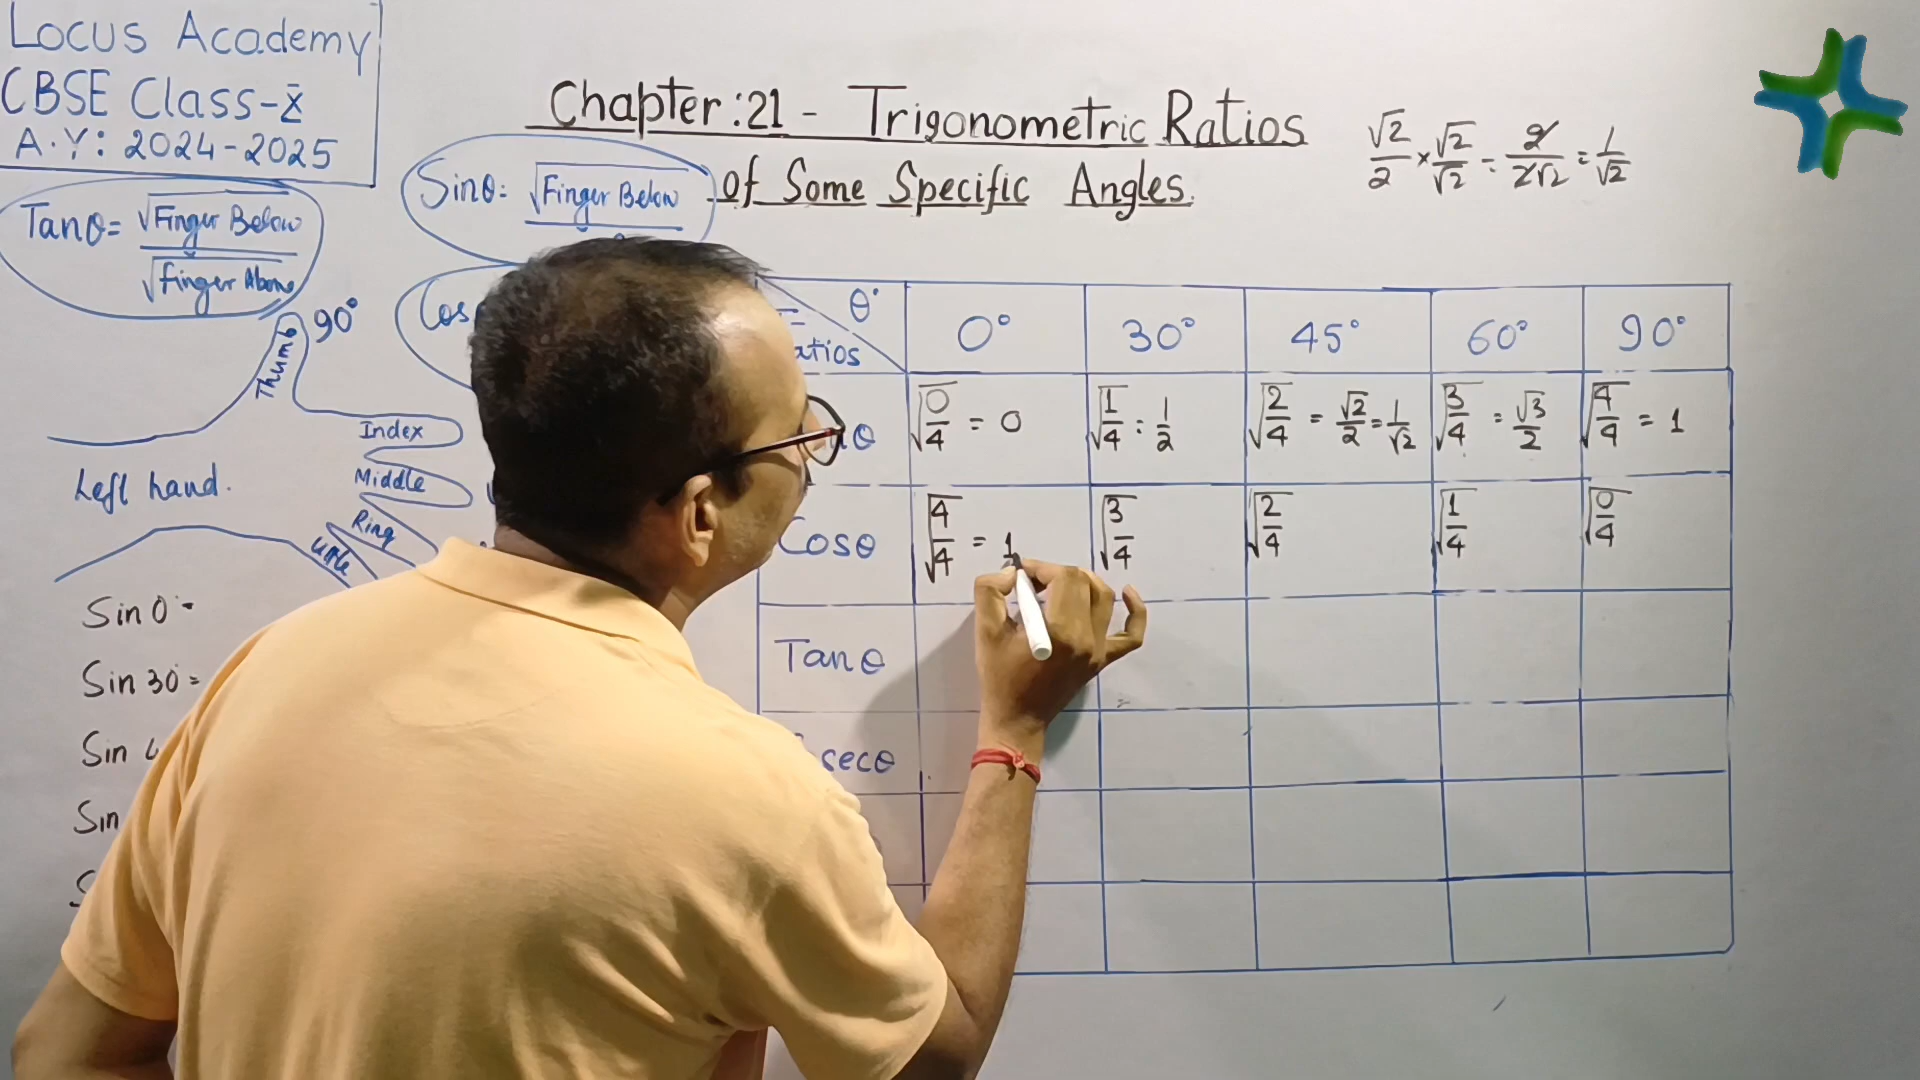 Locus Academy
CBSE Class-X
A.Y: 2024-2025
Chapter:21 - Trigonometric Ratios
of Some Specific Angles.
√2/2 × √2/√2 = 2/2√2 = 1/√2
Tanθ= √Finger Below / √Finger Above
Sinθ= √Finger Below
Cos
90°
Thumb
Index
Middle
Ring
Little
Left hand.
Sin 0° =
Sin 30° =
Sin 4
Sin
S
θ° 0° 30° 45° 60° 90°
atios
θ √0/4 = 0 √1/4 = 1/2 √2/4 = √2/2 = 1/√2 √3/4 = √3/2 √4/4 = 1
Cosθ √4/4 = 1 √3/4 √2/4 √1/4 √0/4
Tanθ
secθ